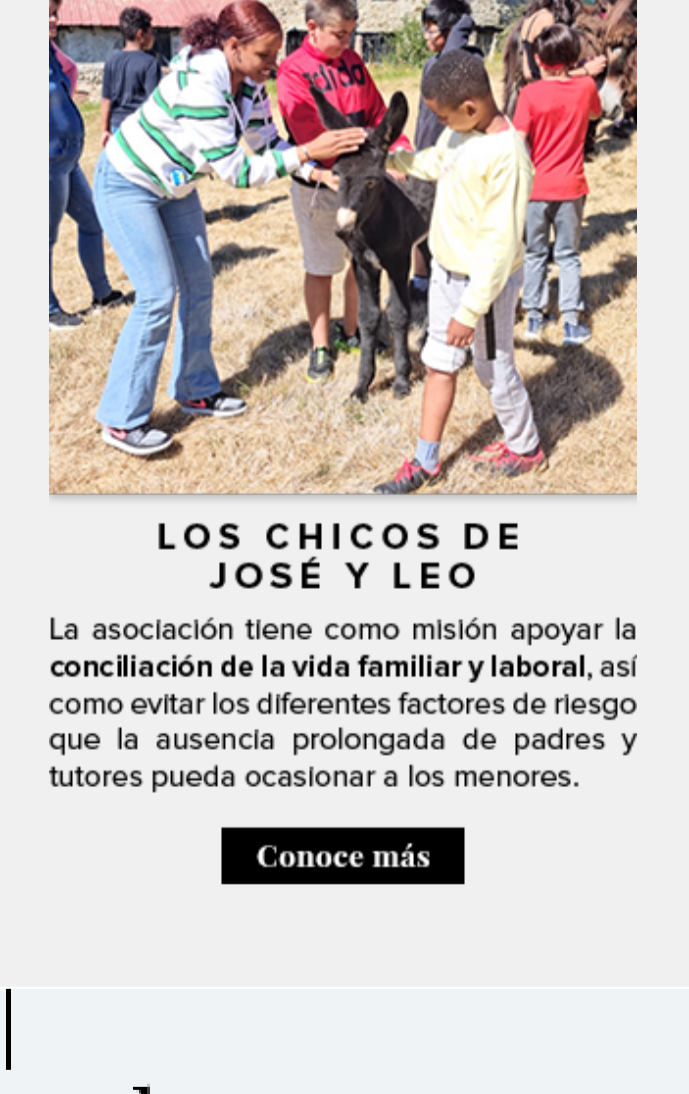 adidas
LOS CHICOS DE
JOSÉ Y LEO
La asociación tiene como misión apoyar la
conciliación de la vida familiar y laboral, así
como evitar los diferentes factores de riesgo
que la ausencia prolongada de padres y
tutores pueda ocasionar a los menores.
Conoce más